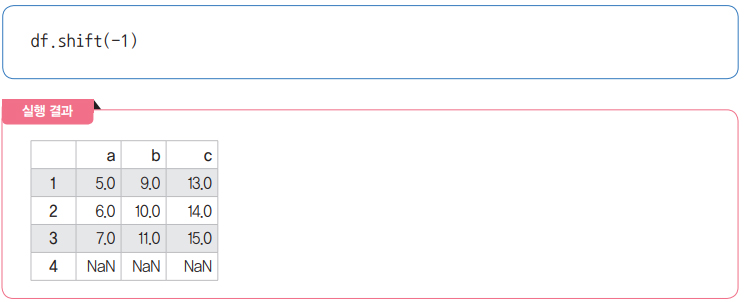 df.shift(-1)
실행 결과
a b c
1 5.0 9.0 13.0
2 6.0 10.0 14.0
3 7.0 11.0 15.0
4 NaN NaN NaN